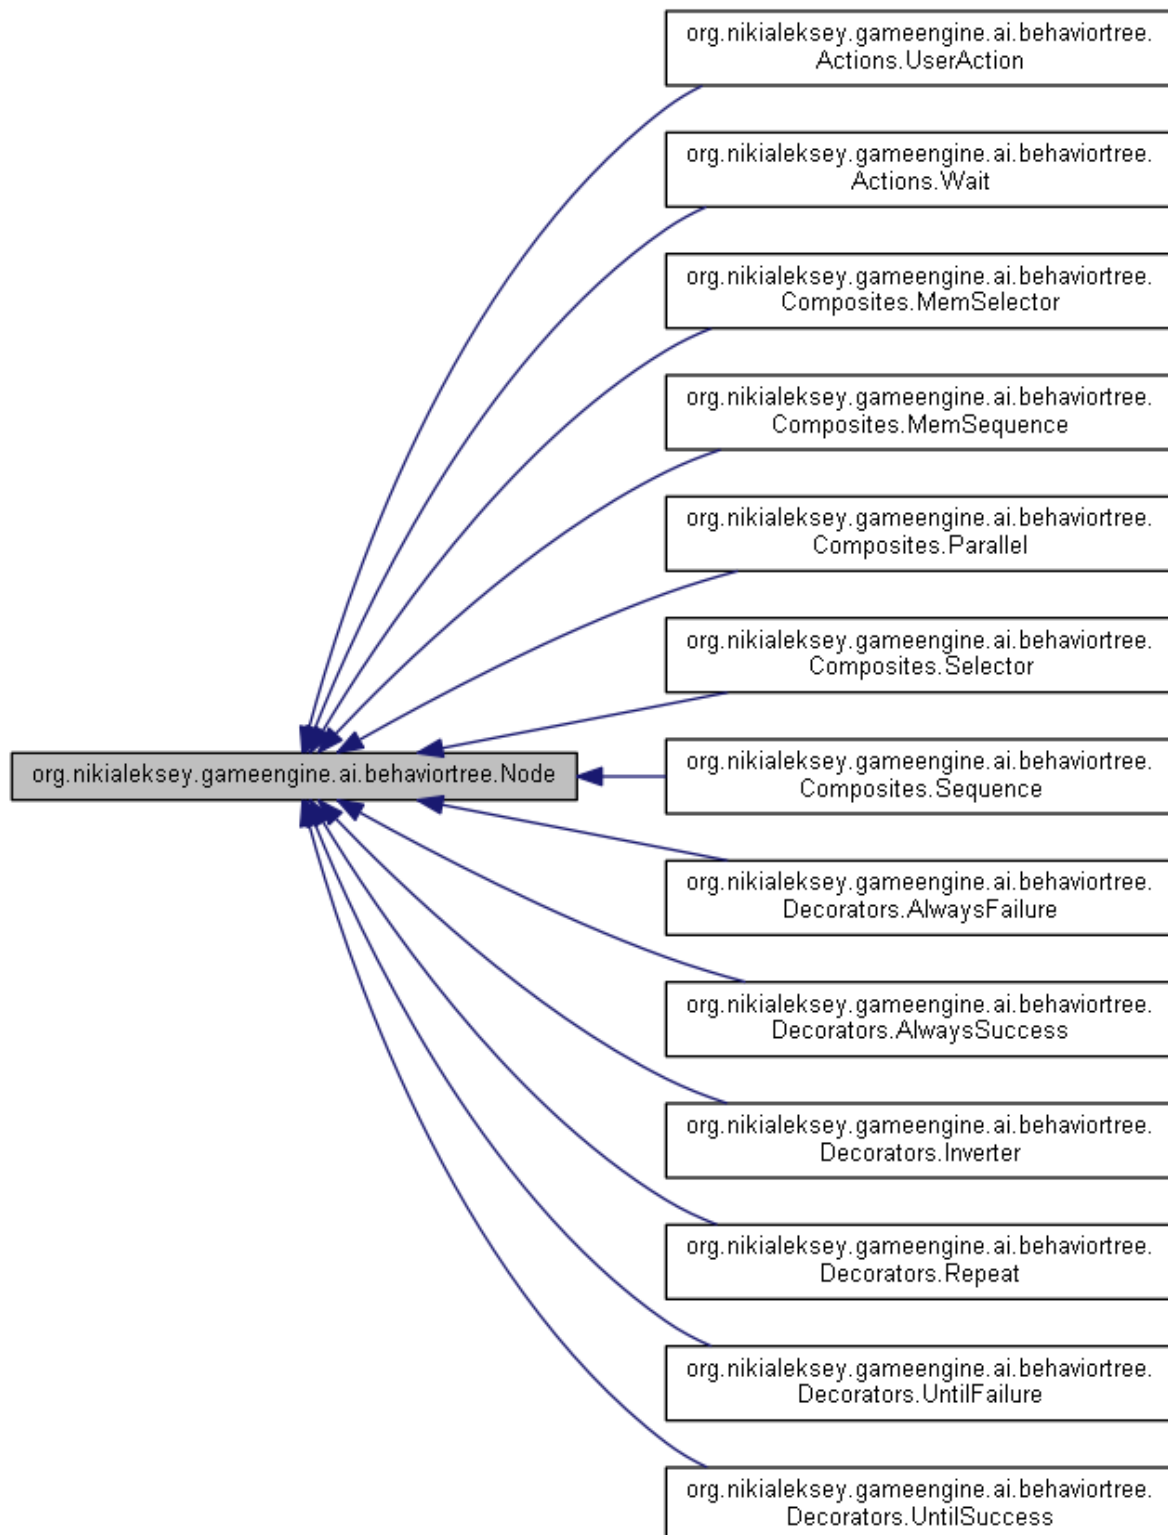 org.nikialeksey.gameengine.ai.behaviortree.
Actions.UserAction
org.nikialeksey.gameengine.ai.behaviortree.
Actions.Wait
org.nikialeksey.gameengine.ai.behaviortree.
Composites.MemSelector
org.nikialeksey.gameengine.ai.behaviortree.
Composites.MemSequence
org.nikialeksey.gameengine.ai.behaviortree.
Composites.Parallel
org.nikialeksey.gameengine.ai.behaviortree.
Composites.Selector
org.nikialeksey.gameengine.ai.behaviortree.Node
org.nikialeksey.gameengine.ai.behaviortree.
Composites.Sequence
org.nikialeksey.gameengine.ai.behaviortree.
Decorators.AlwaysFailure
org.nikialeksey.gameengine.ai.behaviortree.
Decorators.AlwaysSuccess
org.nikialeksey.gameengine.ai.behaviortree.
Decorators.Inverter
org.nikialeksey.gameengine.ai.behaviortree.
Decorators.Repeat
org.nikialeksey.gameengine.ai.behaviortree.
Decorators.UntilFailure
org.nikialeksey.gameengine.ai.behaviortree.
Decorators.UntilSuccess